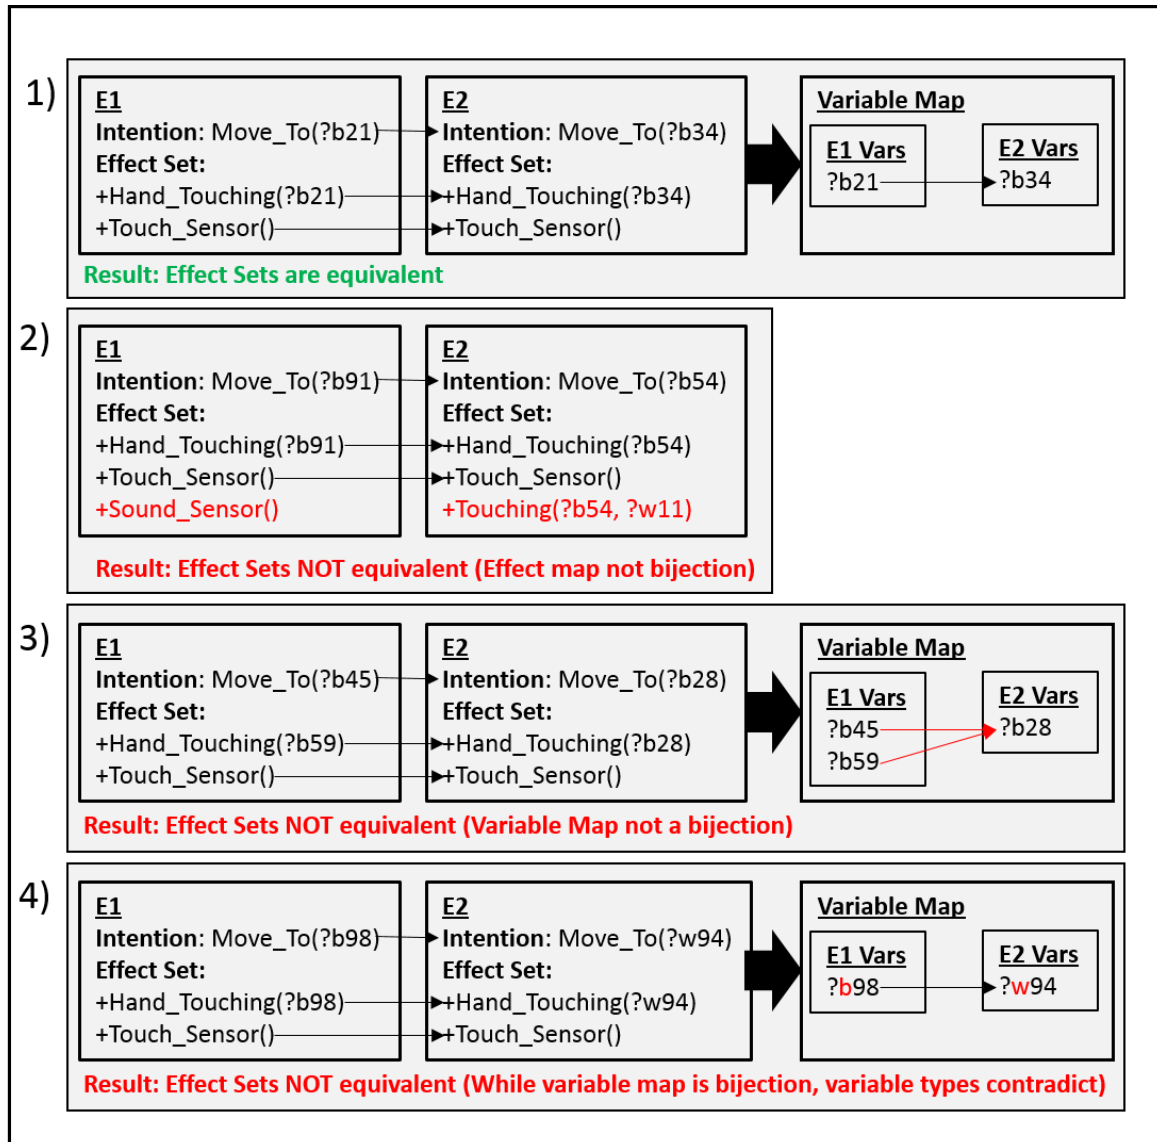 1)
E1
Intention: Move_To(?b21)
Effect Set:
+Hand_Touching(?b21)
+Touch_Sensor()
E2
Intention: Move_To(?b34)
Effect Set:
+Hand_Touching(?b34)
+Touch_Sensor()
Variable Map
E1 Vars
?b21
E2 Vars
?b34
Result: Effect Sets are equivalent
2)
E1
Intention: Move_To(?b91)
Effect Set:
+Hand_Touching(?b91)
+Touch_Sensor()
+Sound_Sensor()
E2
Intention: Move_To(?b54)
Effect Set:
+Hand_Touching(?b54)
+Touch_Sensor()
+Touching(?b54, ?w11)
Result: Effect Sets NOT equivalent (Effect map not bijection)
3)
E1
Intention: Move_To(?b45)
Effect Set:
+Hand_Touching(?b59)
+Touch_Sensor()
E2
Intention: Move_To(?b28)
Effect Set:
+Hand_Touching(?b28)
+Touch_Sensor()
Variable Map
E1 Vars
?b45
?b59
E2 Vars
?b28
Result: Effect Sets NOT equivalent (Variable Map not a bijection)
4)
E1
Intention: Move_To(?b98)
Effect Set:
+Hand_Touching(?b98)
+Touch_Sensor()
E2
Intention: Move_To(?w94)
Effect Set:
+Hand_Touching(?w94)
+Touch_Sensor()
Variable Map
E1 Vars
?b98
E2 Vars
?w94
Result: Effect Sets NOT equivalent (While variable map is bijection, variable types contradict)